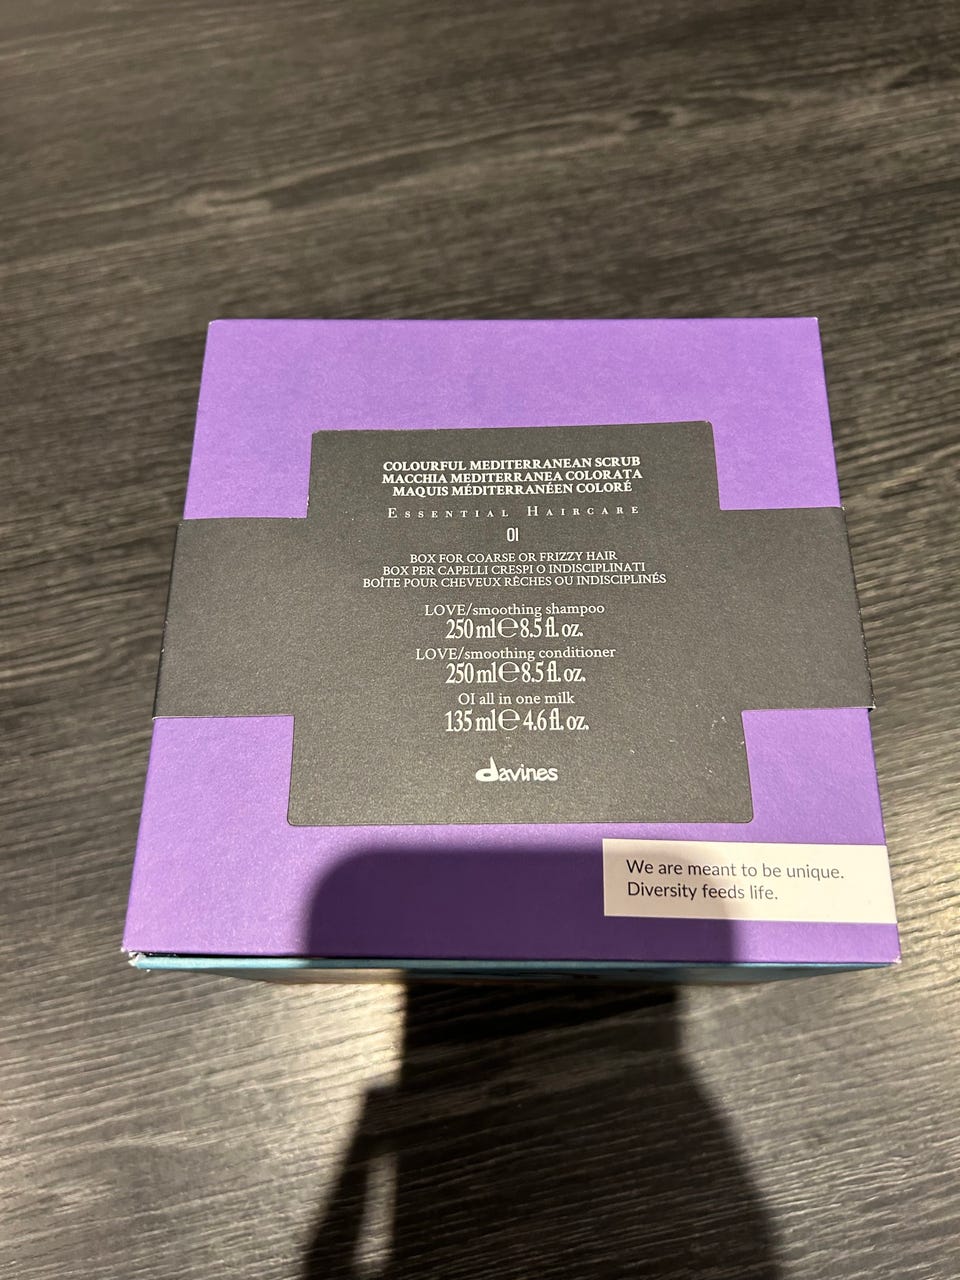 COLOURFUL MEDITERRANEAN SCRUB
MACCHIA MEDITERRANEA COLORATA
MAQUIS MÉDITERRANÉEN COLORÉ
ESSENTIAL HAIRCARE
OI
BOX FOR COARSE OR FRIZZY HAIR
BOX PER CAPELLI CRESPI O INDISCIPLINATI
BOÎTE POUR CHEVEUX RÊCHES OU INDISCIPLINÉS
LOVE/smoothing shampoo
250 ml ℮ 8.5 fl. oz.
LOVE/smoothing conditioner
250 ml ℮ 8.5 fl. oz.
OI all in one milk
135 ml ℮ 4.6 fl. oz.
davines
We are meant to be unique.
Diversity feeds life.